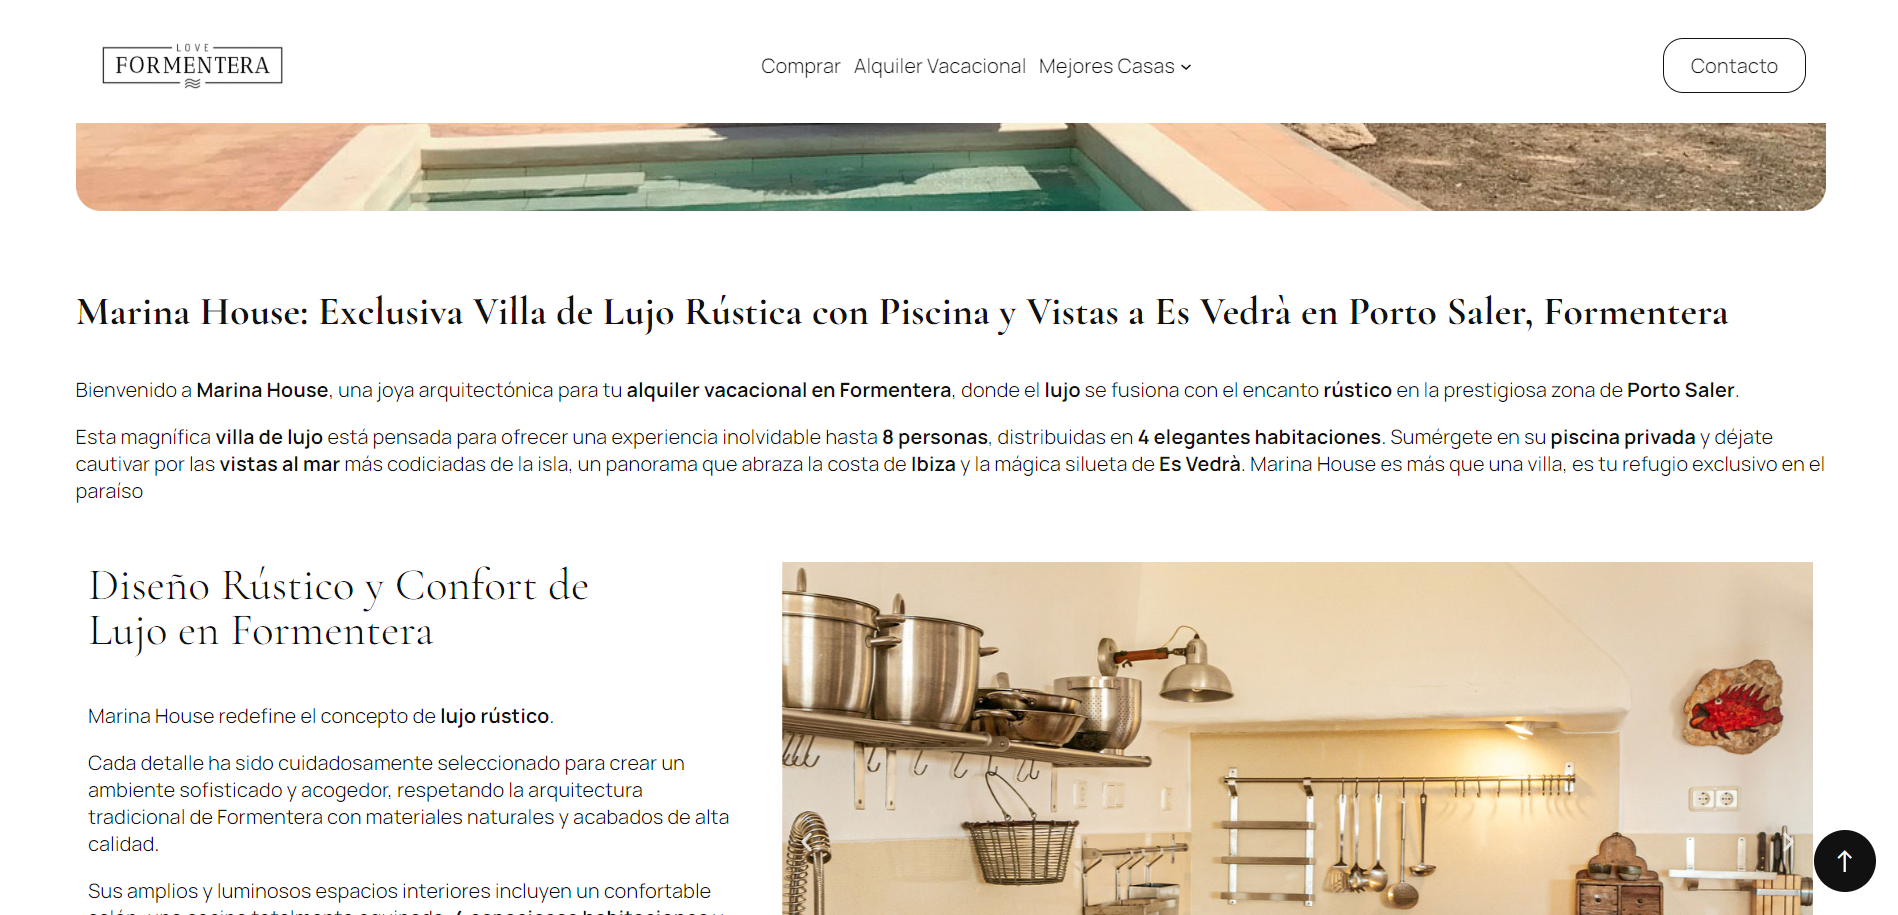 LOVE
FORMENTERA
Comprar Alquiler Vacacional Mejores Casas
Contacto
Marina House: Exclusiva Villa de Lujo Rústica con Piscina y Vistas a Es Vedrà en Porto Saler, Formentera
Bienvenido a Marina House, una joya arquitectónica para tu alquiler vacacional en Formentera, donde el lujo se fusiona con el encanto rústico en la prestigiosa zona de Porto Saler.
Esta magnífica villa de lujo está pensada para ofrecer una experiencia inolvidable hasta 8 personas, distribuidas en 4 elegantes habitaciones. Sumérgete en su piscina privada y déjate
cautivar por las vistas al mar más codiciadas de la isla, un panorama que abraza la costa de Ibiza y la mágica silueta de Es Vedrà. Marina House es más que una villa, es tu refugio exclusivo en el
paraíso
Diseño Rústico y Confort de
Lujo en Formentera
Marina House redefine el concepto de lujo rústico.
Cada detalle ha sido cuidadosamente seleccionado para crear un
ambiente sofisticado y acogedor, respetando la arquitectura
tradicional de Formentera con materiales naturales y acabados de alta
calidad.
Sus amplios y luminosos espacios interiores incluyen un confortable
salón, una cocina totalmente equipada, 4 espaciosas habitaciones y